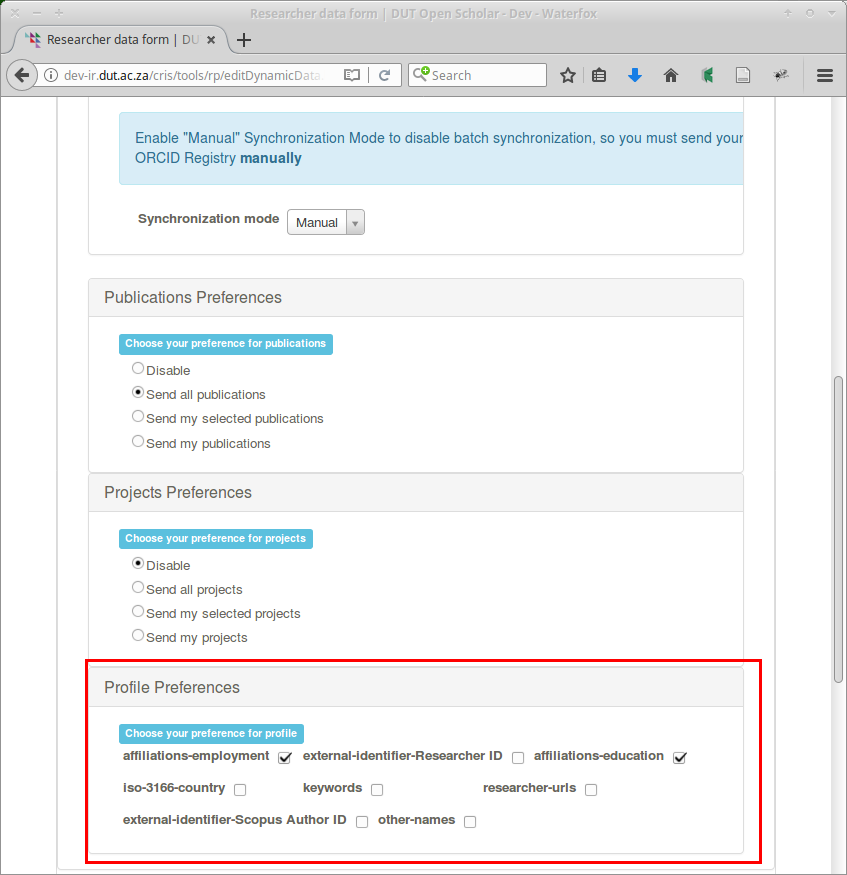 Researcher data form | DUT Open Scholar - Dev - Waterfox
Researcher data form | DU
dev-ir.dut.ac.za/cris/tools/rp/editDynamicData
Search
Enable "Manual" Synchronization Mode to disable batch synchronization, so you must send your
ORCID Registry manually
Synchronization mode Manual
Publications Preferences
Choose your preference for publications
Disable
Send all publications
Send my selected publications
Send my publications
Projects Preferences
Choose your preference for projects
Disable
Send all projects
Send my selected projects
Send my projects
Profile Preferences
Choose your preference for profile
affiliations-employment external-identifier-Researcher ID affiliations-education
iso-3166-country keywords researcher-urls
external-identifier-Scopus Author ID other-names